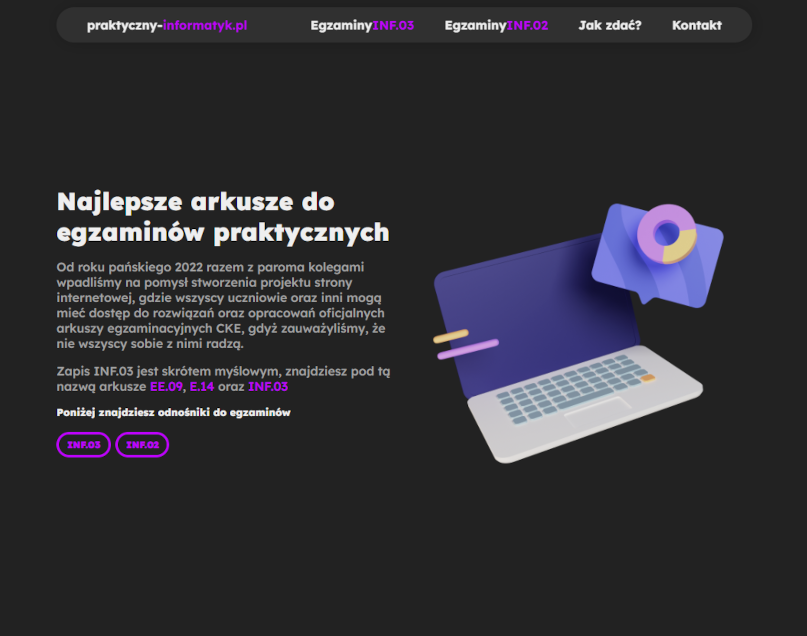 praktyczny-informatyk.pl EgzaminyINF.03 EgzaminyINF.02 Jak zdać? Kontakt
Najlepsze arkusze do
egzaminów praktycznych
Od roku pańskiego 2022 razem z paroma kolegami
wpadliśmy na pomysł stworzenia projektu strony
internetowej, gdzie wszyscy uczniowie oraz inni mogą
mieć dostęp do rozwiązań oraz opracowań oficjalnych
arkuszy egzaminacyjnych CKE, gdyż zauważyliśmy, że
nie wszyscy sobie z nimi radzą.
Zapis INF.03 jest skrótem myślowym, znajdziesz pod tą
nazwą arkusze EE.09, E.14 oraz INF.03
Poniżej znajdziesz odnośniki do egzaminów
INF.03 INF.02